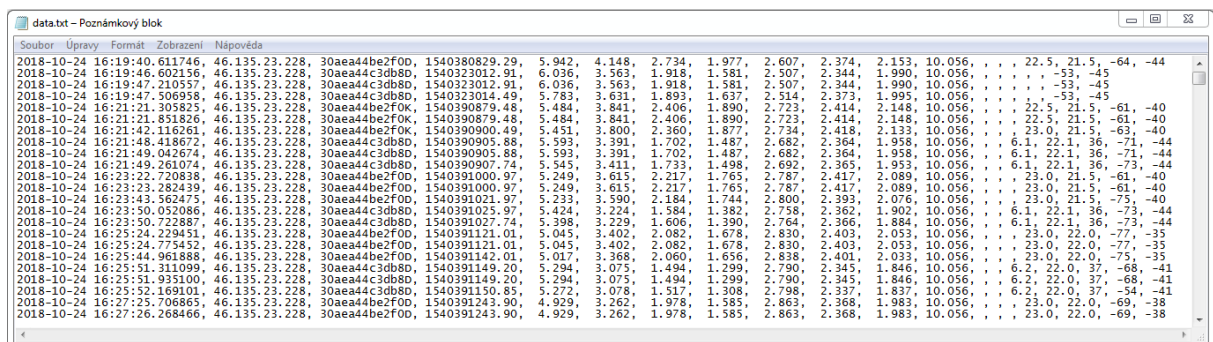 data.txt – Poznámkový blok
Soubor Úpravy Formát Zobrazení Nápověda
2018-10-24 16:19:40.611746, 46.135.23.228, 30aea44be2f0D, 1540380829.29, 5.942, 4.148, 2.734, 1.977, 2.607, 2.374, 2.153, 10.056, , , , 22.5, 21.5, -64, -44
2018-10-24 16:19:46.602156, 46.135.23.228, 30aea44c3db8D, 1540323012.91, 6.036, 3.563, 1.918, 1.581, 2.507, 2.344, 1.990, 10.056, , , , , , -53, -45
2018-10-24 16:19:47.210557, 46.135.23.228, 30aea44c3db8D, 1540323012.91, 6.036, 3.563, 1.918, 1.581, 2.507, 2.344, 1.990, 10.056, , , , , , -53, -45
2018-10-24 16:19:47.506958, 46.135.23.228, 30aea44c3db8D, 1540323014.49, 5.783, 3.631, 1.893, 1.637, 2.514, 2.373, 1.995, 10.056, , , , , , -53, -45
2018-10-24 16:21:21.305825, 46.135.23.228, 30aea44be2f0K, 1540390879.48, 5.484, 3.841, 2.406, 1.890, 2.723, 2.414, 2.148, 10.056, , , , 22.5, 21.5, -61, -40
2018-10-24 16:21:21.851826, 46.135.23.228, 30aea44be2f0K, 1540390879.48, 5.484, 3.841, 2.406, 1.890, 2.723, 2.414, 2.148, 10.056, , , , 22.5, 21.5, -61, -40
2018-10-24 16:21:42.116261, 46.135.23.228, 30aea44be2f0K, 1540390900.49, 5.451, 3.800, 2.360, 1.877, 2.734, 2.418, 2.133, 10.056, , , , 23.0, 21.5, -63, -40
2018-10-24 16:21:48.418672, 46.135.23.228, 30aea44c3db8D, 1540390905.88, 5.593, 3.391, 1.702, 1.487, 2.682, 2.364, 1.958, 10.056, , , 6.1, 22.1, 36, -71, -44
2018-10-24 16:21:49.042674, 46.135.23.228, 30aea44c3db8D, 1540390905.88, 5.593, 3.391, 1.702, 1.487, 2.682, 2.364, 1.958, 10.056, , , 6.1, 22.1, 36, -71, -44
2018-10-24 16:21:49.261074, 46.135.23.228, 30aea44c3db8D, 1540390907.74, 5.545, 3.411, 1.733, 1.498, 2.692, 2.365, 1.953, 10.056, , , 6.1, 22.1, 36, -73, -44
2018-10-24 16:23:22.720838, 46.135.23.228, 30aea44be2f0D, 1540391000.97, 5.249, 3.615, 2.217, 1.765, 2.787, 2.417, 2.089, 10.056, , , , 23.0, 21.5, -61, -40
2018-10-24 16:23:23.282439, 46.135.23.228, 30aea44be2f0D, 1540391000.97, 5.249, 3.615, 2.217, 1.765, 2.787, 2.417, 2.089, 10.056, , , , 23.0, 21.5, -61, -40
2018-10-24 16:23:43.562475, 46.135.23.228, 30aea44be2f0D, 1540391021.97, 5.233, 3.590, 2.184, 1.744, 2.800, 2.393, 2.076, 10.056, , , , 23.0, 21.5, -75, -40
2018-10-24 16:23:50.052086, 46.135.23.228, 30aea44c3db8D, 1540391025.97, 5.424, 3.224, 1.584, 1.382, 2.758, 2.362, 1.902, 10.056, , , 6.1, 22.1, 36, -73, -44
2018-10-24 16:23:50.722887, 46.135.23.228, 30aea44c3db8D, 1540391027.74, 5.398, 3.229, 1.606, 1.390, 2.764, 2.366, 1.884, 10.056, , , 6.1, 22.1, 36, -73, -44
2018-10-24 16:25:24.229451, 46.135.23.228, 30aea44be2f0D, 1540391121.01, 5.045, 3.402, 2.082, 1.678, 2.830, 2.403, 2.053, 10.056, , , , 23.0, 22.0, -77, -35
2018-10-24 16:25:24.775452, 46.135.23.228, 30aea44be2f0D, 1540391121.01, 5.045, 3.402, 2.082, 1.678, 2.830, 2.403, 2.053, 10.056, , , , 23.0, 22.0, -77, -35
2018-10-24 16:25:44.961888, 46.135.23.228, 30aea44be2f0D, 1540391142.01, 5.017, 3.368, 2.060, 1.656, 2.838, 2.401, 2.033, 10.056, , , , 23.0, 22.0, -75, -35
2018-10-24 16:25:51.311099, 46.135.23.228, 30aea44c3db8D, 1540391149.20, 5.294, 3.075, 1.494, 1.299, 2.790, 2.345, 1.846, 10.056, , , 6.2, 22.0, 37, -68, -41
2018-10-24 16:25:51.935100, 46.135.23.228, 30aea44c3db8D, 1540391149.20, 5.294, 3.075, 1.494, 1.299, 2.790, 2.345, 1.846, 10.056, , , 6.2, 22.0, 37, -68, -41
2018-10-24 16:25:52.169101, 46.135.23.228, 30aea44c3db8D, 1540391150.85, 5.272, 3.078, 1.517, 1.308, 2.798, 2.337, 1.837, 10.056, , , 6.2, 22.0, 37, -54, -41
2018-10-24 16:27:25.706865, 46.135.23.228, 30aea44be2f0D, 1540391243.90, 4.929, 3.262, 1.978, 1.585, 2.863, 2.368, 1.983, 10.056, , , , 23.0, 22.0, -69, -38
2018-10-24 16:27:26.268466, 46.135.23.228, 30aea44be2f0D, 1540391243.90, 4.929, 3.262, 1.978, 1.585, 2.863, 2.368, 1.983, 10.056, , , , 23.0, 22.0, -69, -38